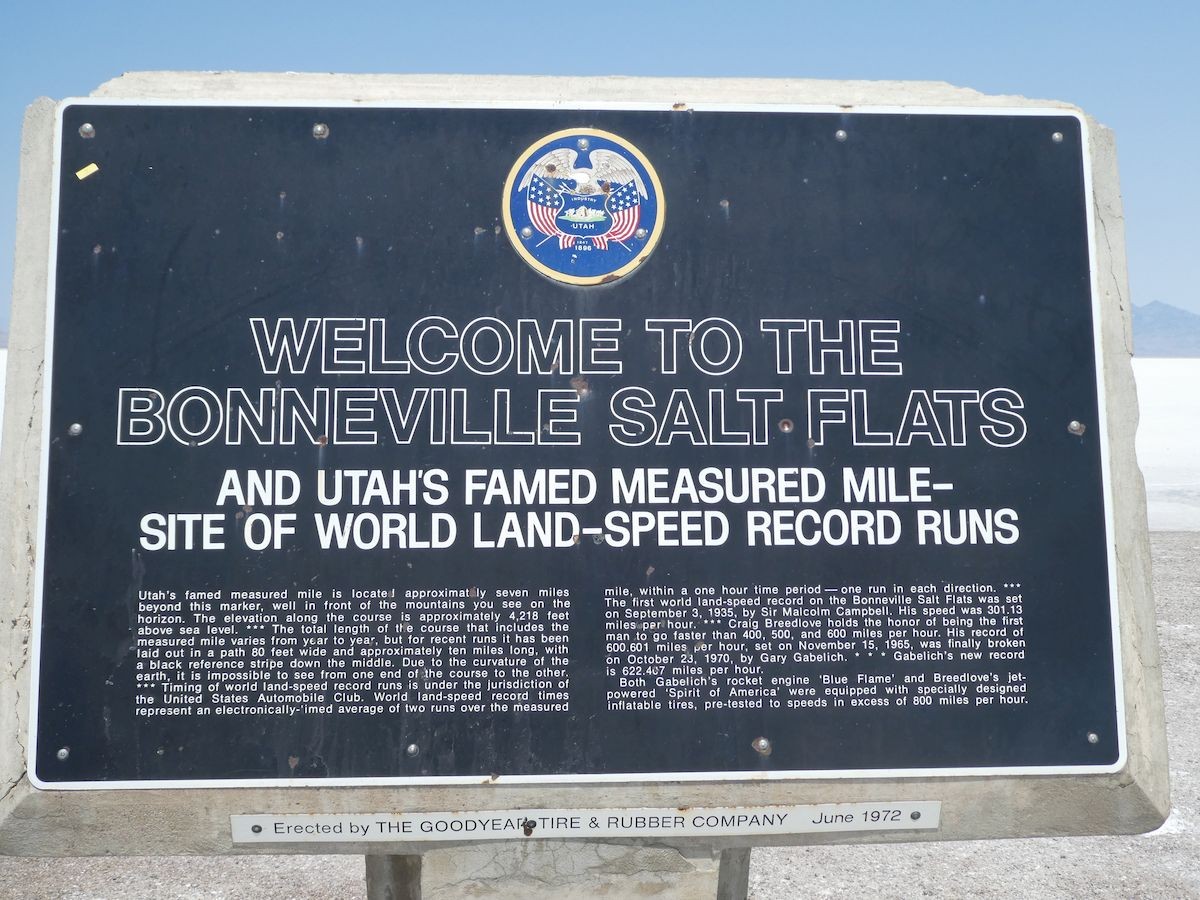 INDUSTRY
UTAH
1847
1896
WELCOME TO THE
BONNEVILLE SALT FLATS
AND UTAH'S FAMED MEASURED MILE-
SITE OF WORLD LAND-SPEED RECORD RUNS
Utah's famed measured mile is located approximately seven miles
beyond this marker, well in front of the mountains you see on the
horizon. The elevation along the course is approximately 4,218 feet
above sea level. *** The total length of the course that includes the
measured mile varies from year to year, but for recent runs it has been
laid out in a path 80 feet wide and approximately ten miles long, with
a black reference stripe down the middle. Due to the curvature of the
earth, it is impossible to see from one end of the course to the other.
*** Timing of world land-speed record runs is under the jurisdiction of
the United States Automobile Club. World land-speed record times
represent an electronically-timed average of two runs over the measured
mile, within a one hour time period — one run in each direction. ***
The first world land-speed record on the Bonneville Salt Flats was set
on September 3, 1935, by Sir Malcolm Campbell. His speed was 301.13
miles per hour. *** Craig Breedlove holds the honor of being the first
man to go faster than 400, 500, and 600 miles per hour. His record of
600.601 miles per hour, set on November 15, 1965, was finally broken
on October 23, 1970, by Gary Gabelich. * * * Gabelich's new record
is 622.407 miles per hour.
Both Gabelich's rocket engine 'Blue Flame' and Breedlove's jet-
powered 'Spirit of America' were equipped with specially designed
inflatable tires, pre-tested to speeds in excess of 800 miles per hour.
Erected by THE GOODYEAR TIRE & RUBBER COMPANY June 1972